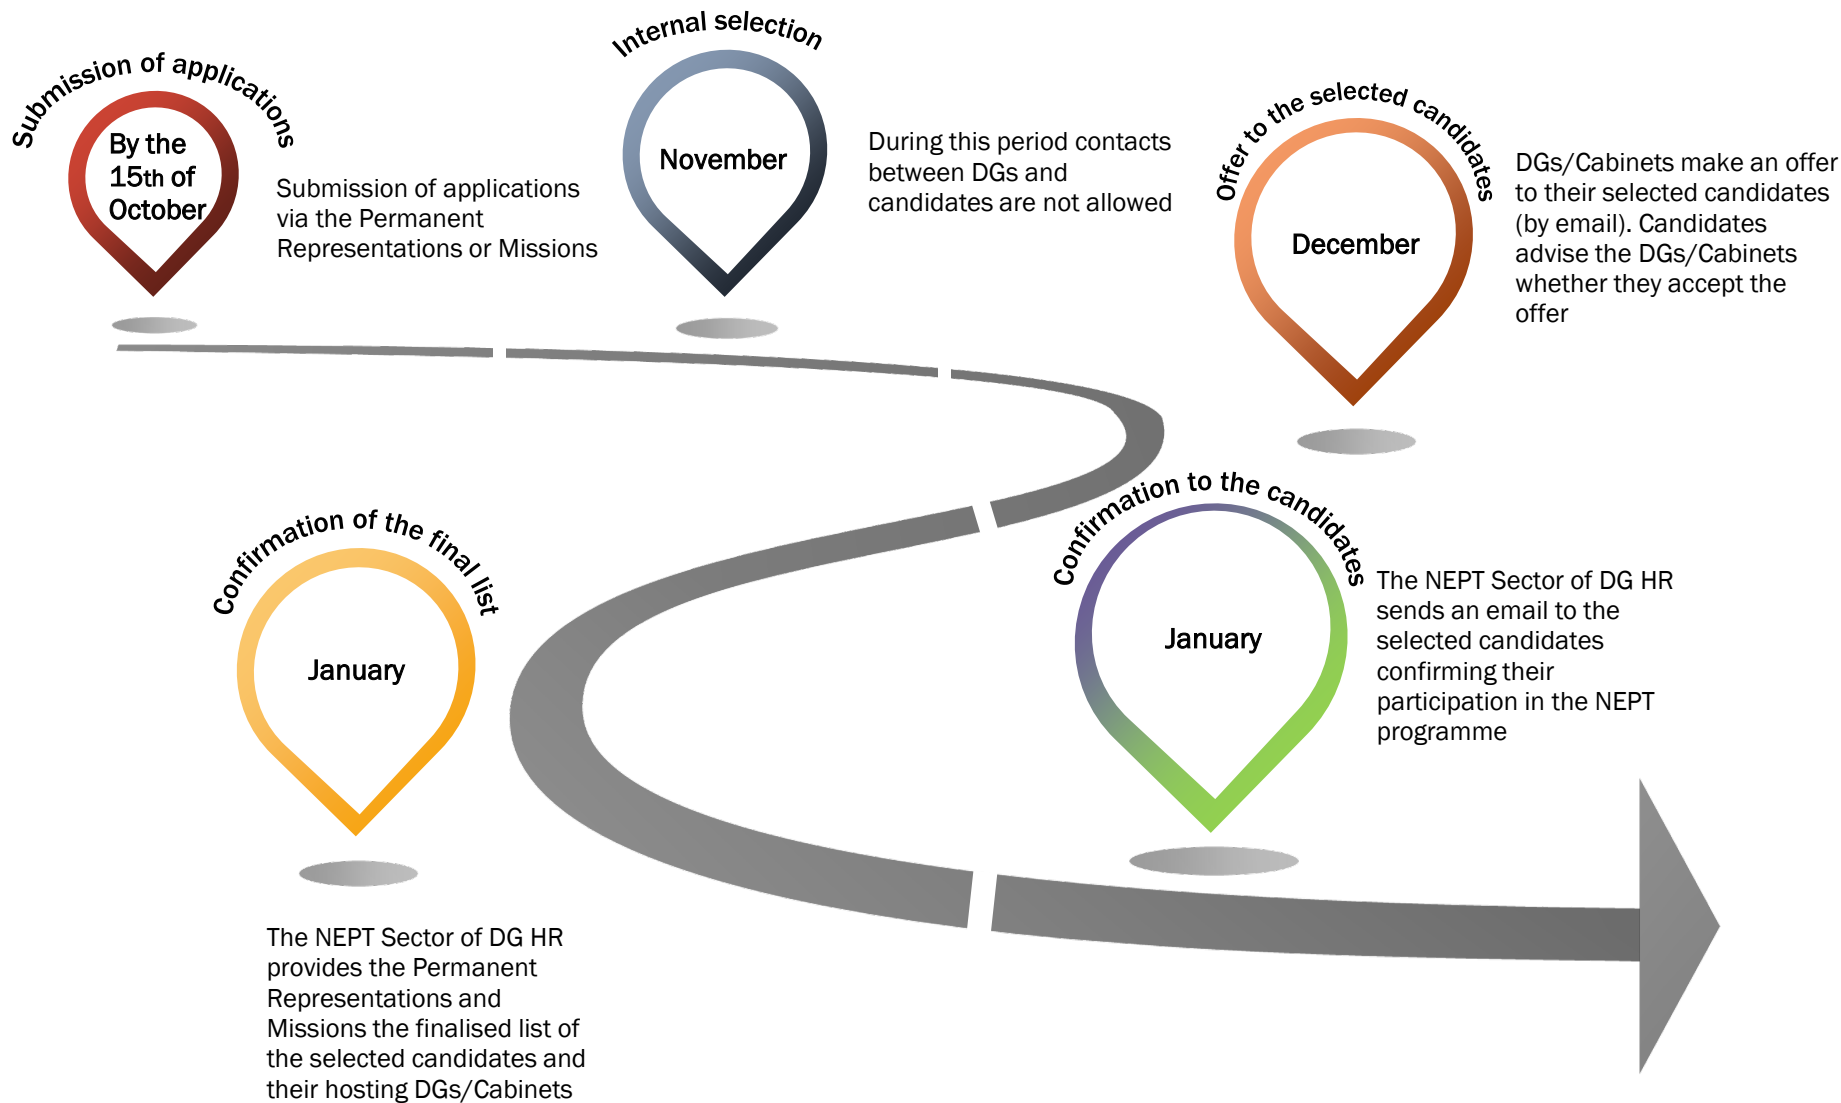 Submission of applications
By the
15th of
October
Submission of applications
via the Permanent
Representations or Missions
Internal selection
November
During this period contacts
between DGs and
candidates are not allowed
Offer to the selected candidates
December
DGs/Cabinets make an offer
to their selected candidates
(by email). Candidates
advise the DGs/Cabinets
whether they accept the
offer
Confirmation of the final list
January
The NEPT Sector of DG HR
provides the Permanent
Representations and
Missions the finalised list of
the selected candidates and
their hosting DGs/Cabinets
Confirmation to the candidates
January
The NEPT Sector of DG HR
sends an email to the
selected candidates
confirming their
participation in the NEPT
programme